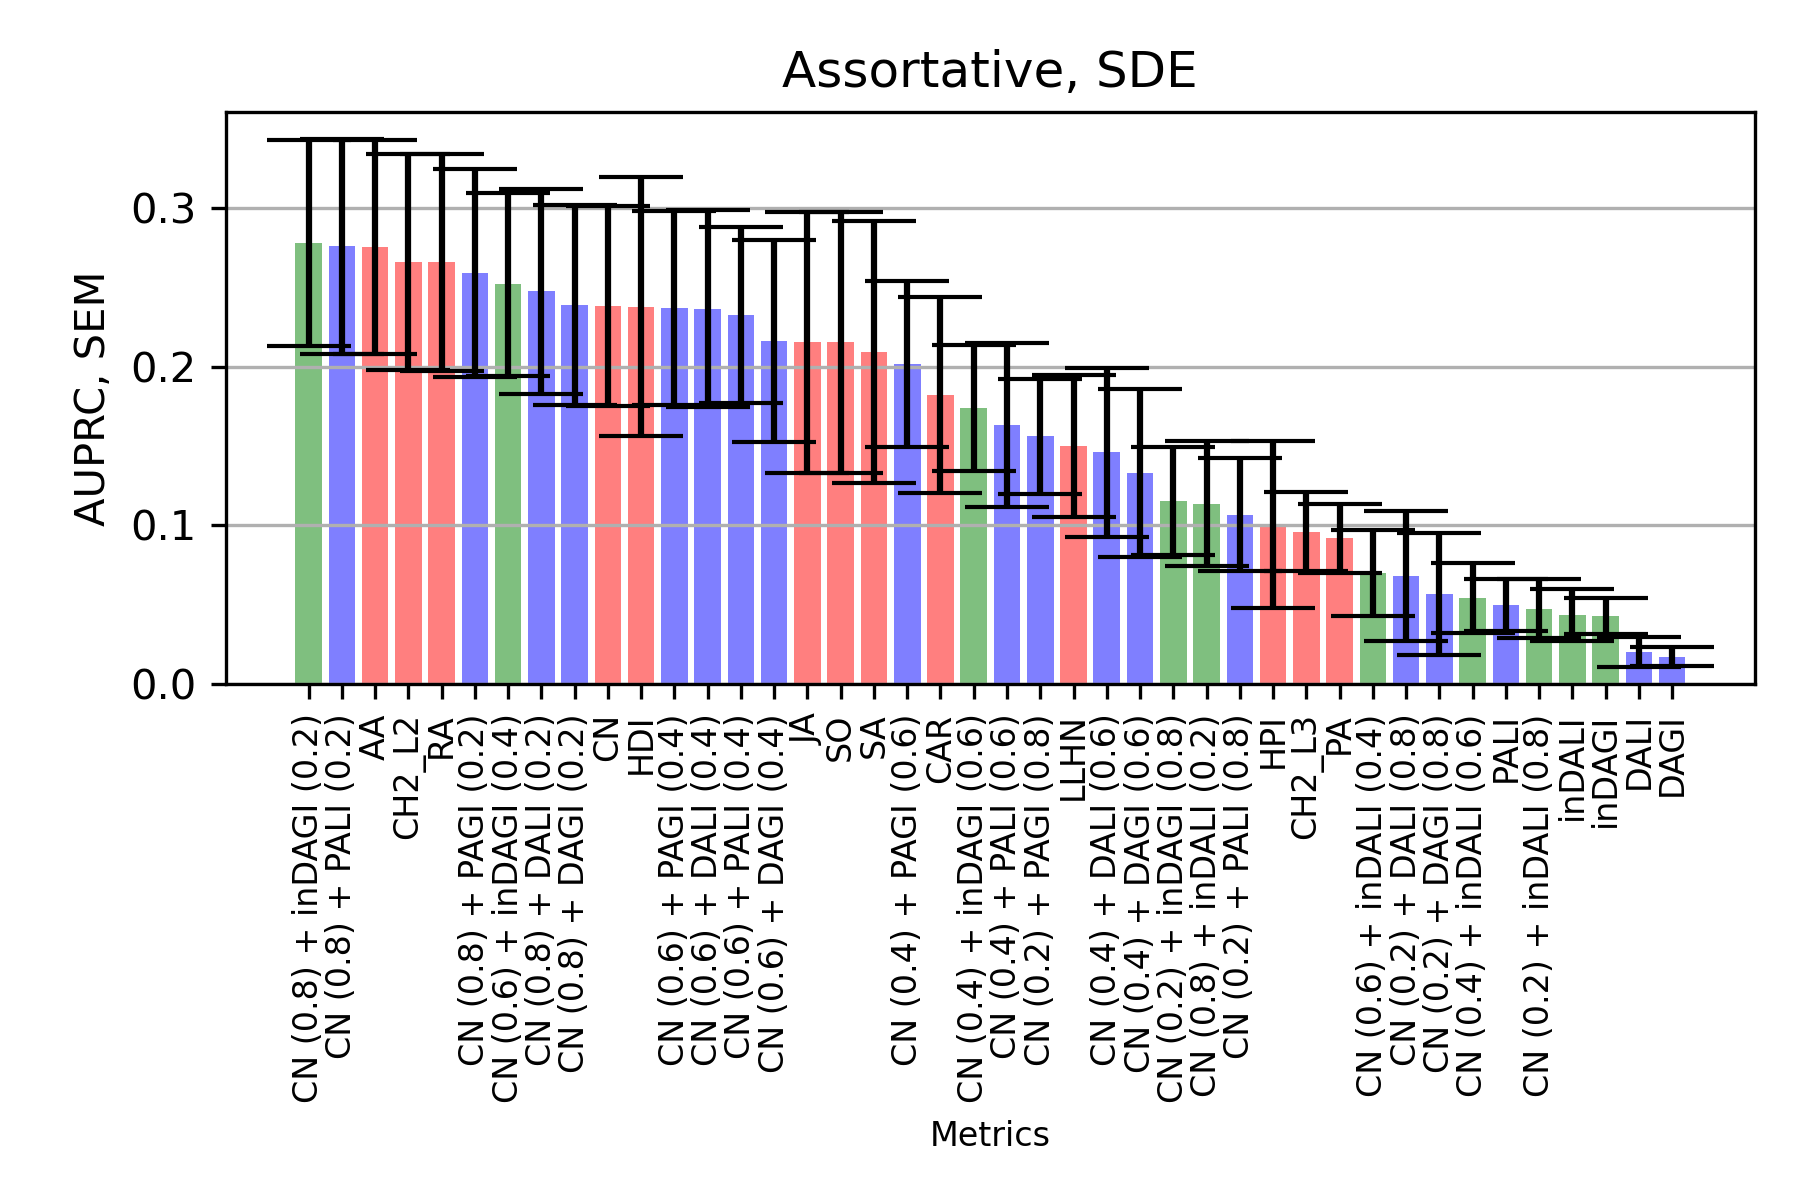 Assortative, SDE
AUPRC, SEM
0.3
0.2
0.1
0.0
CN (0.8) + inDAGI (0.2)
CN (0.8) + PALI (0.2)
AA
CH2_L2
RA
CN (0.8) + PAGI (0.2)
CN (0.6) + inDAGI (0.4)
CN (0.8) + DALI (0.2)
CN (0.8) + DAGI (0.2)
CN
HDI
CN (0.6) + PAGI (0.4)
CN (0.6) + DALI (0.4)
CN (0.6) + PALI (0.4)
CN (0.6) + DAGI (0.4)
JA
SO
SA
CN (0.4) + PAGI (0.6)
CAR
CN (0.4) + inDAGI (0.6)
CN (0.4) + PALI (0.6)
CN (0.2) + PAGI (0.8)
LLHN
CN (0.4) + DALI (0.6)
CN (0.4) + DAGI (0.6)
CN (0.2) + inDAGI (0.8)
CN (0.8) + inDALI (0.2)
CN (0.2) + PALI (0.8)
HPI
CH2_L3
PA
CN (0.6) + inDALI (0.4)
CN (0.2) + DALI (0.8)
CN (0.2) + DAGI (0.8)
CN (0.4) + inDALI (0.6)
PALI
CN (0.2) + inDALI (0.8)
inDALI
inDAGI
DALI
DAGI
Metrics